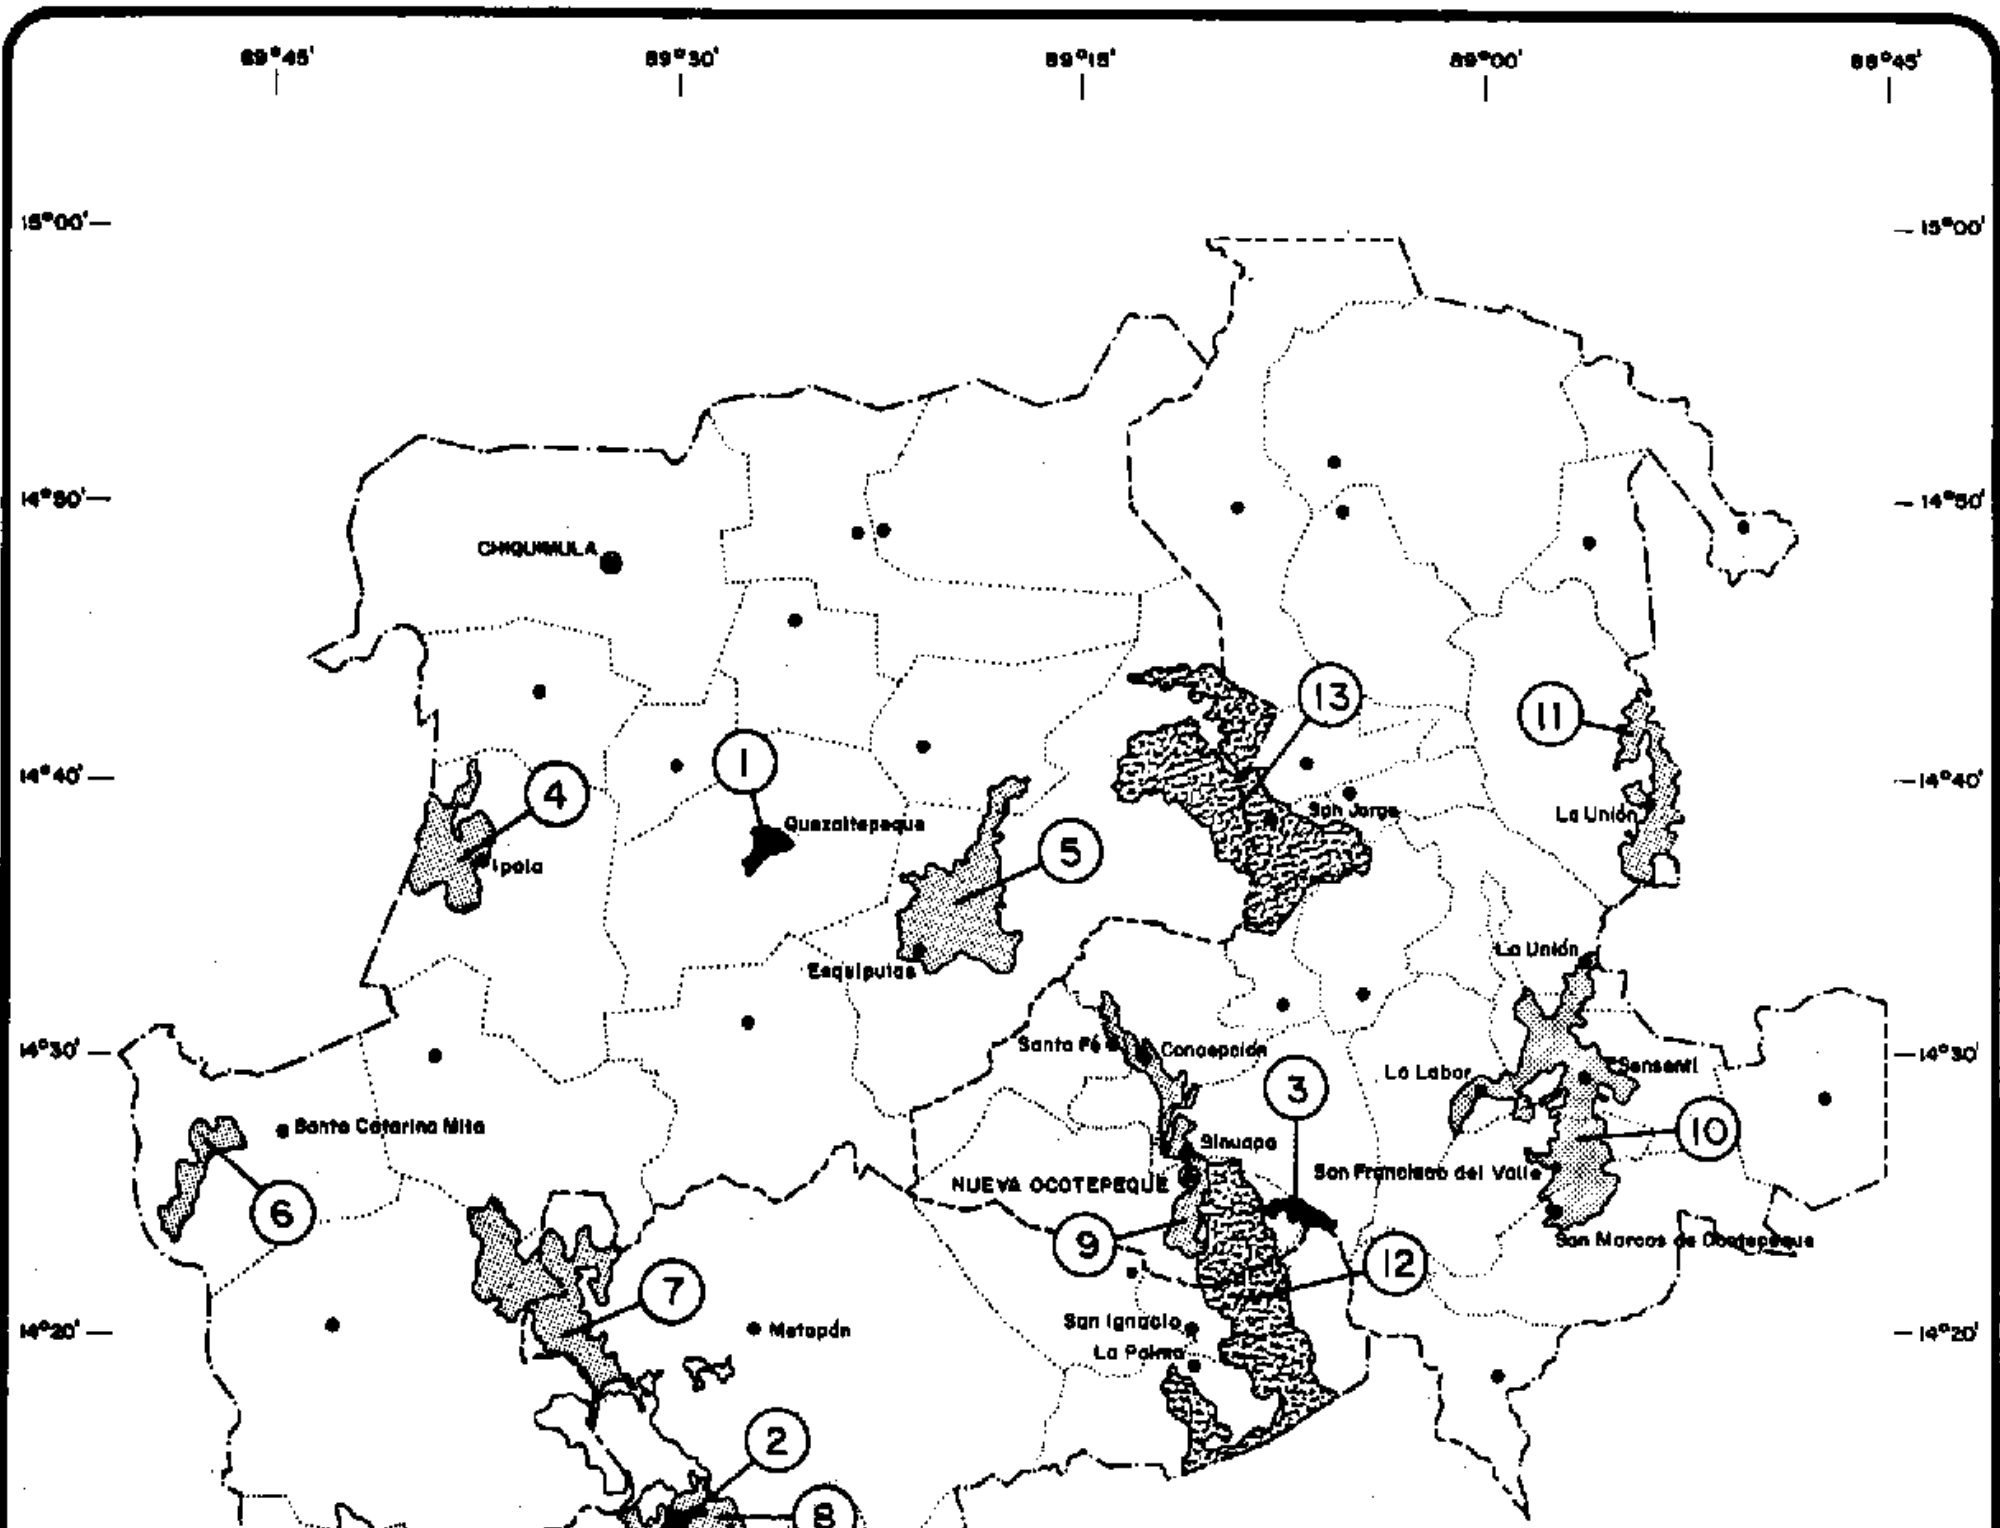 89°45' 89°30' 89°15' 89°00' 88°45'
15°00' 15°00'
14°50' 14°50'
CHIQUIMULA
13
11
14°40' 14°40'
1
4
San Jorge
La Unión
Quezaltepeque
5
Ipala
La Unión
Esquipulas
14°30' 14°30'
Santa Fé
Concepción
Sensenti
La Labor
3
Santa Catarina Mita
10
Sinuapa
San Francisco del Valle
NUEVA OCOTEPEQUE
6
9
San Marcos de Ocotepeque
12
7
San Ignacio
14°20' 14°20'
Metapán
La Palma
2
8